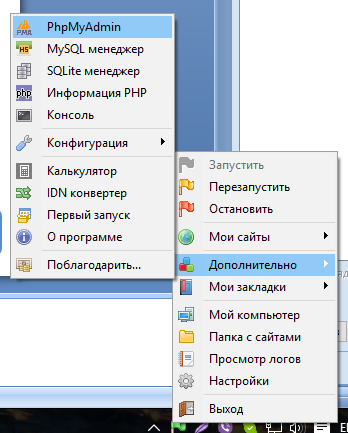 PhpMyAdmin
MySQL менеджер
SQLite менеджер
Информация PHP
Консоль
Конфигурация
Калькулятор
IDN конвертер
Первый запуск
О программе
Поблагодарить...
Запустить
Перезапустить
Остановить
Мои сайты
Дополнительно
Мои закладки
Мой компьютер
Папка с сайтами
Просмотр логов
Настройки
Выход